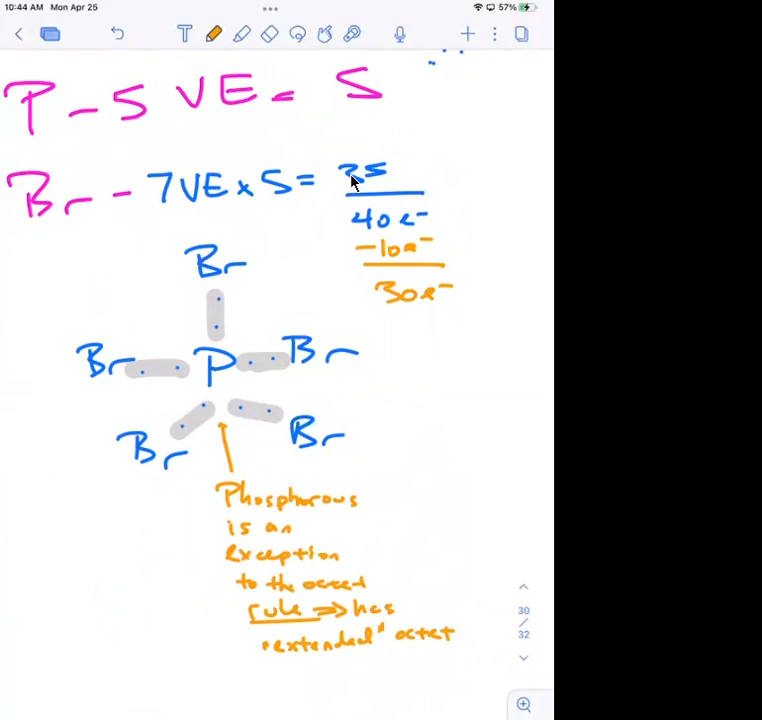 10:44 AM Mon Apr 25
57%
T
P - 5 VE = 5
Br - 7VE x 5 = 35
40e-
-10e-
30e-
Br
Br P Br
Br Br
Phosphorous
is an
exception
to the octet
rule => has
"extended" octet
30
/
32